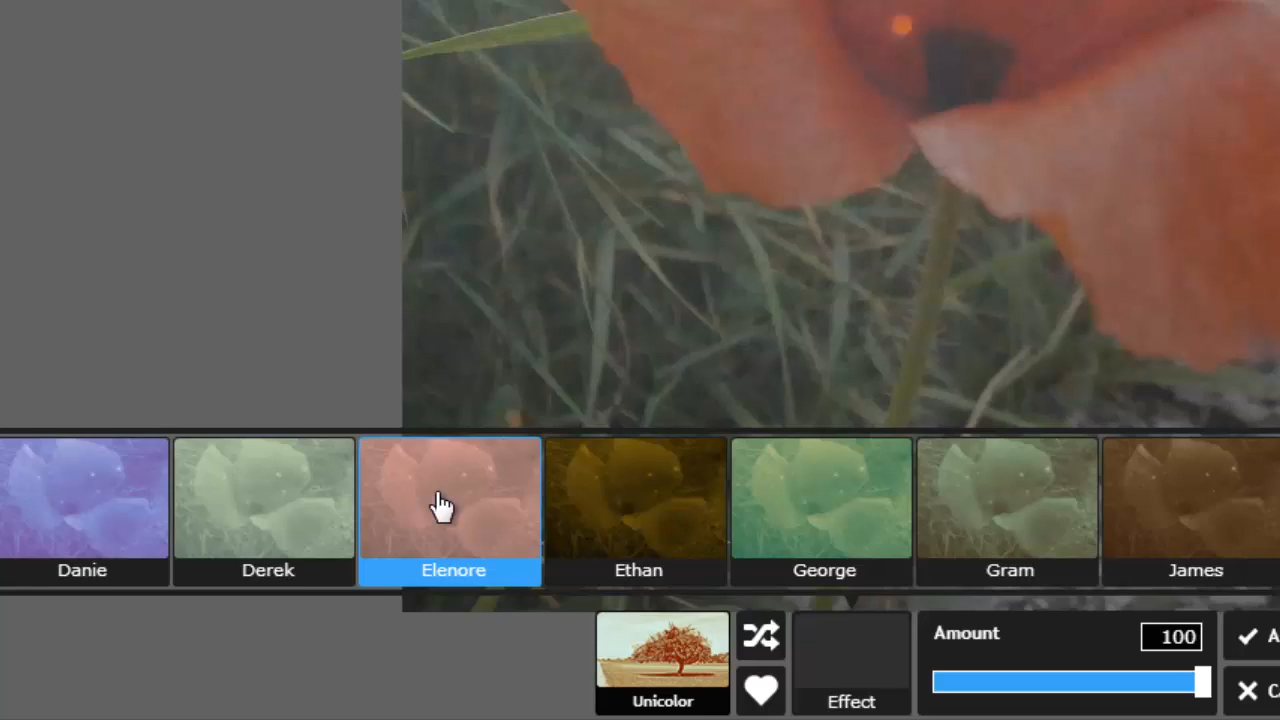 Danie
Derek
Elenore
Ethan
George
Gram
James
Amount
100
Unicolor
Effect
A
C